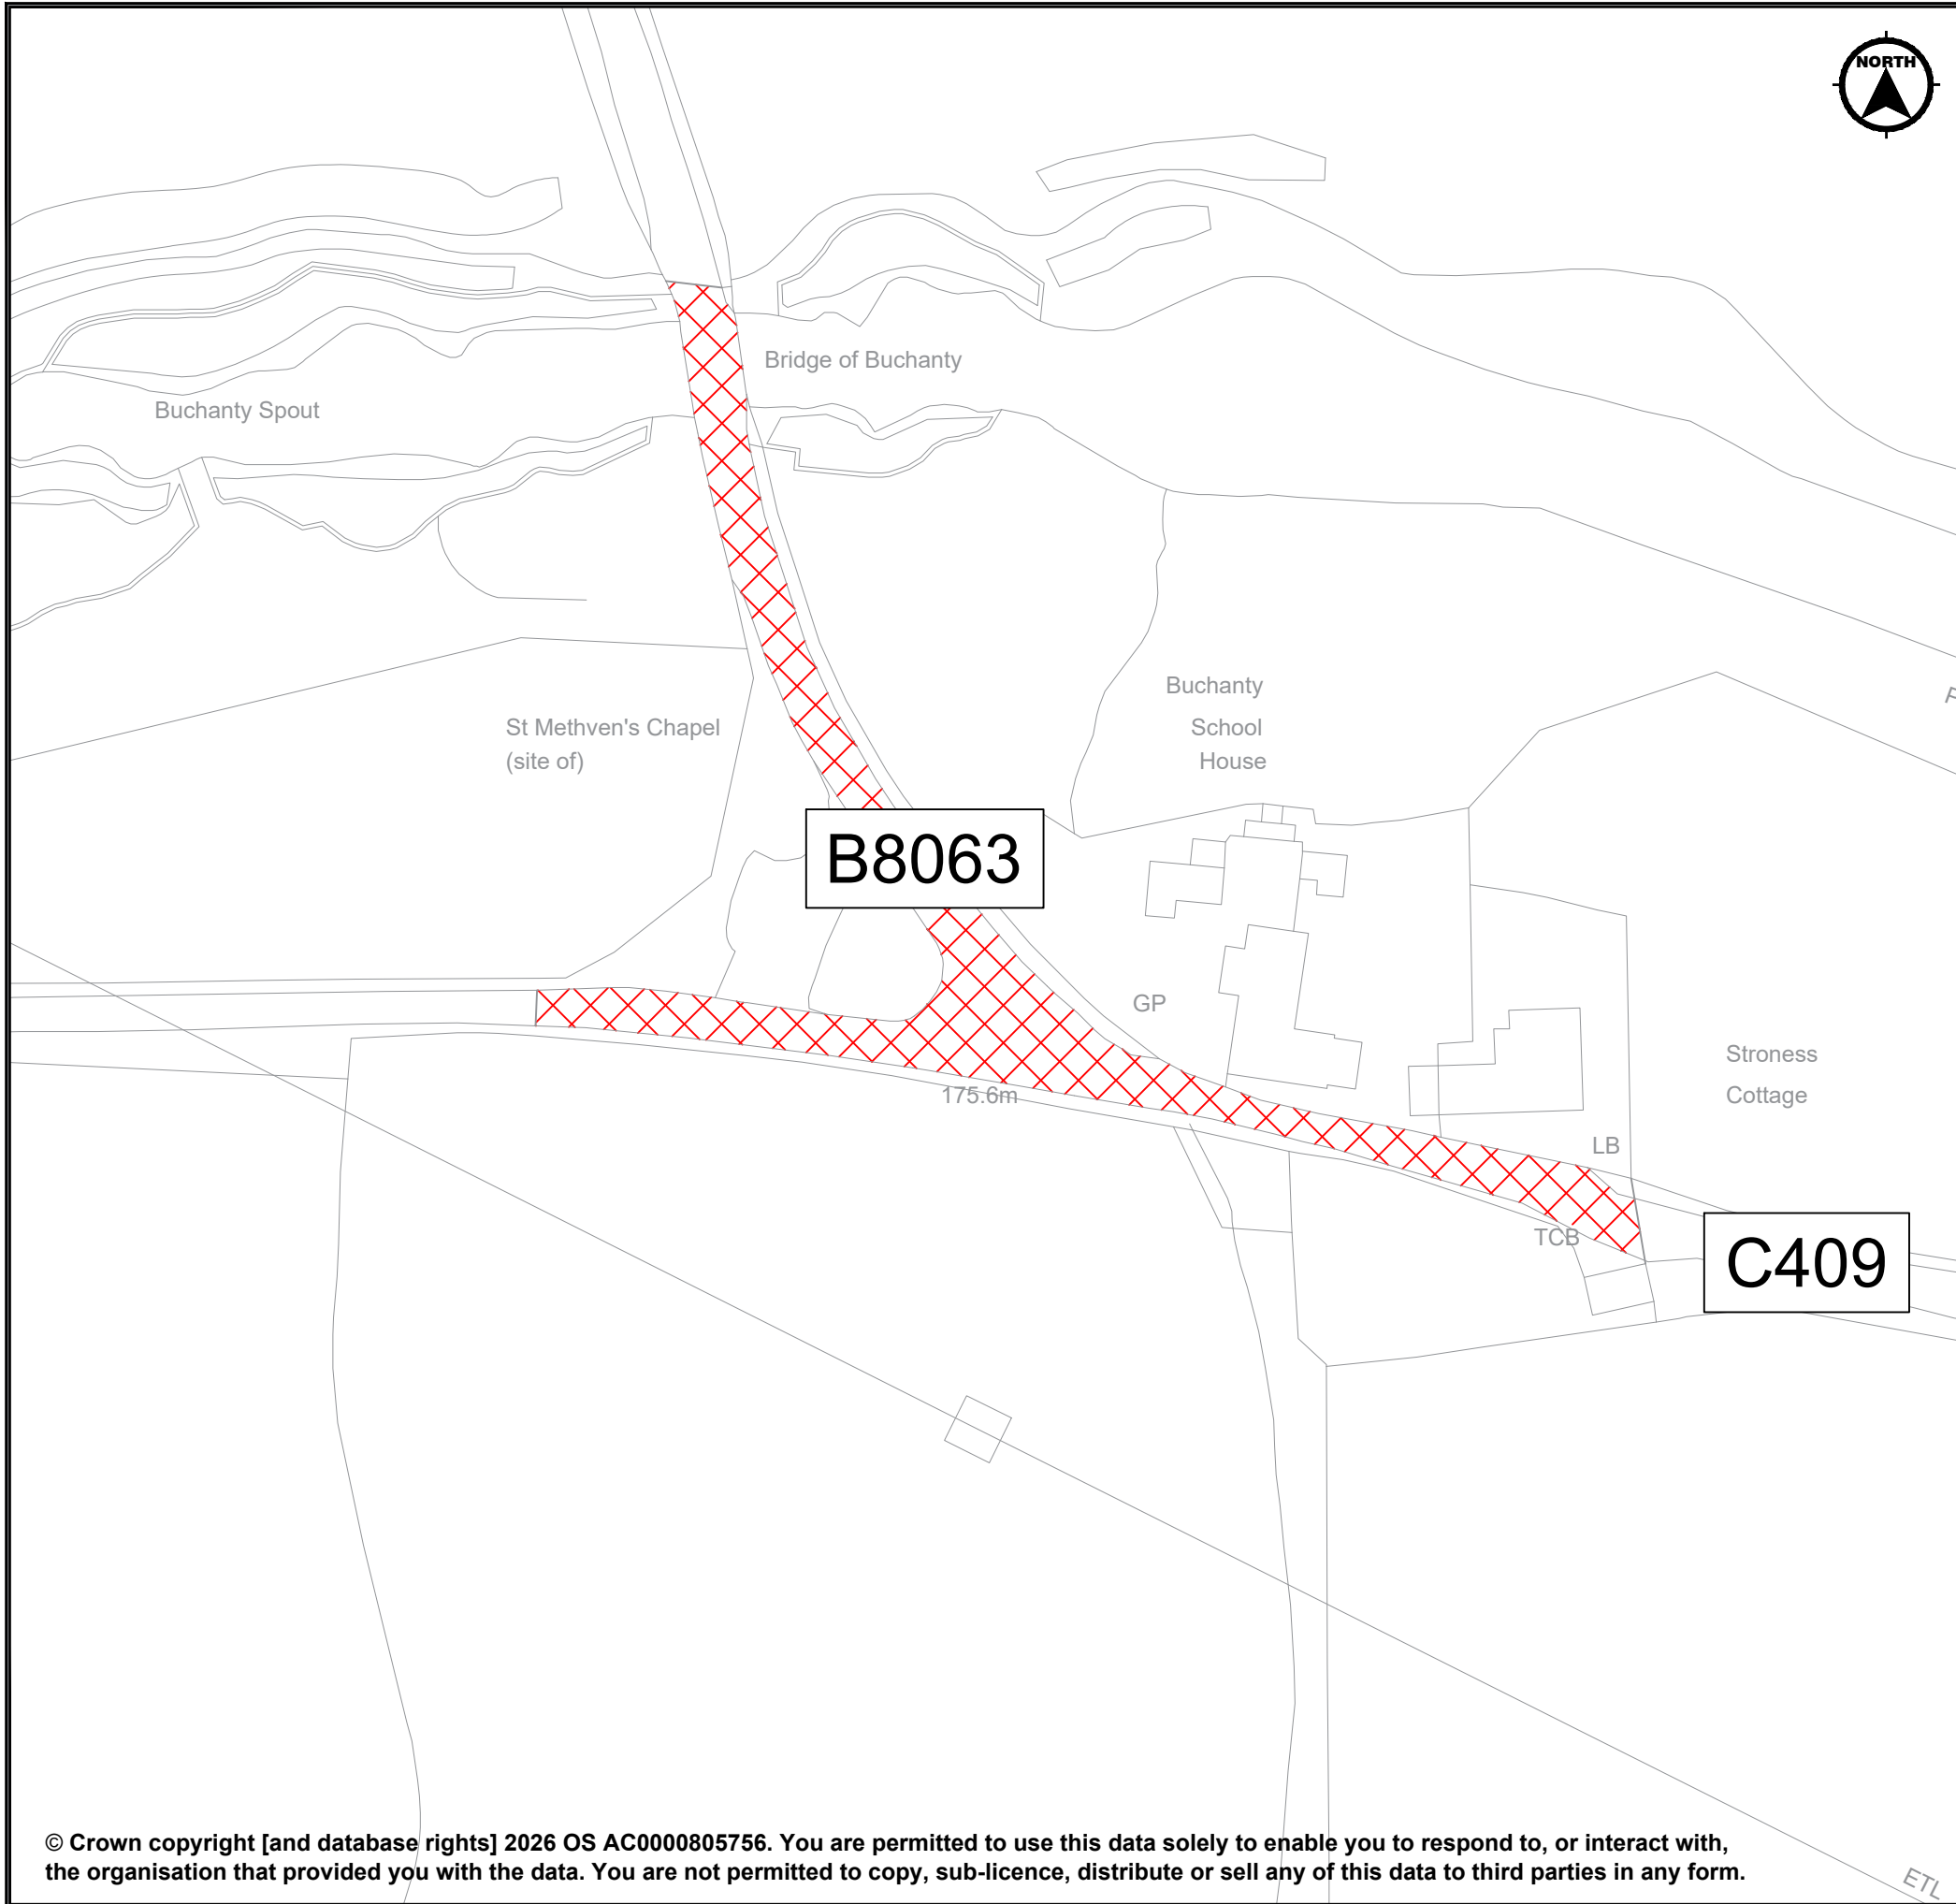 NORTH
Bridge of Buchanty
Buchanty Spout
Buchanty
School
House
St Methven's Chapel
(site of)
B8063
GP
175.6m
Stroness
Cottage
LB
TCB
C409
ETL
© Crown copyright [and database rights] 2026 OS AC0000805756. You are permitted to use this data solely to enable you to respond to, or interact with,
the organisation that provided you with the data. You are not permitted to copy, sub-licence, distribute or sell any of this data to third parties in any form.